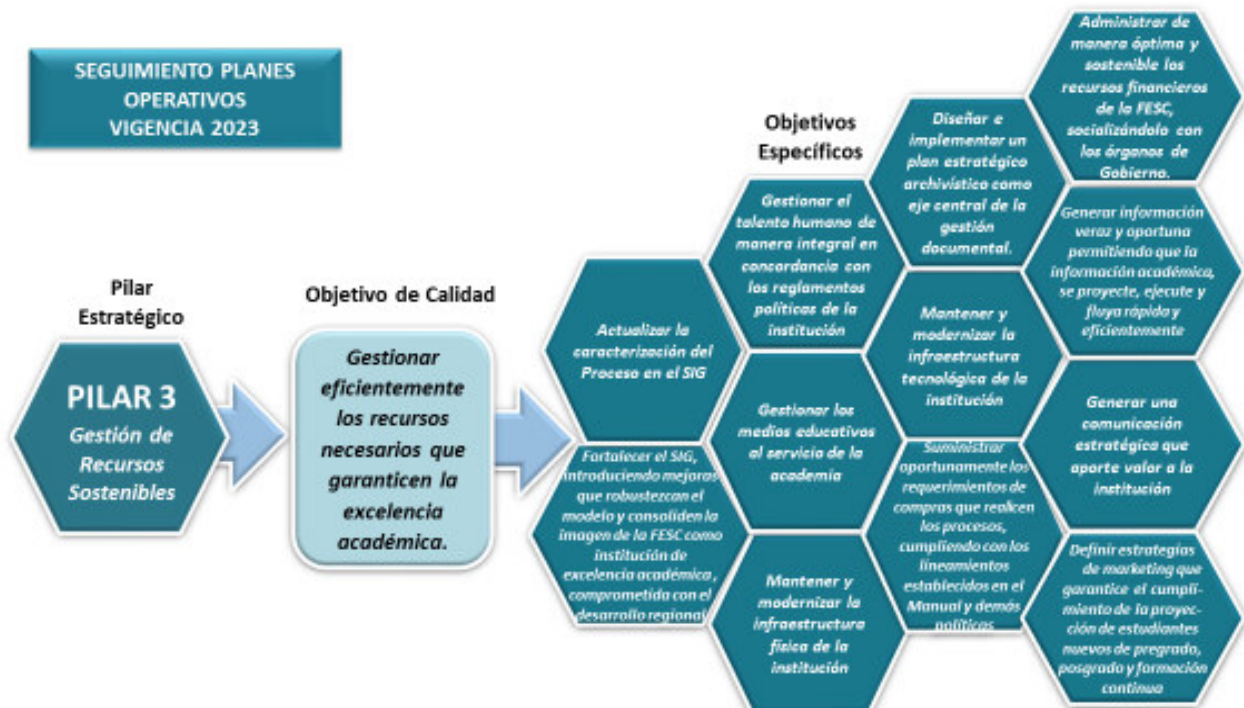 SEGUIMIENTO PLANES
OPERATIVOS
VIGENCIA 2023
Pilar
Estratégico
PILAR 3
Gestión de
Recursos
Sostenibles
Objetivo de Calidad
Gestionar
eficientemente
los recursos
necesarios que
garanticen la
excelencia
académica.
Objetivos
Específicos
Actualizar la
caracterización del
Proceso en el SIG
Fortalecer el SIG,
introduciendo mejoras
que robustezcan el
modelo y consoliden la
imagen de la FESC como
institución de
excelencia académica,
comprometida con el
desarrollo regional
Gestionar el
talento humano de
manera integral en
concordancia con
los reglamentos
políticas de la
institución
Gestionar los
medios educativos
al servicio de la
academia
Mantener y
modernizar la
infraestructura
física de la
institución
Diseñar e
implementar un
plan estratégico
archivístico como
eje central de la
gestión
documental.
Mantener y
modernizar la
infraestructura
tecnológica de la
institución
Suministrar
oportunamente los
requerimientos de
compras que realicen
los procesos,
cumpliendo con los
lineamientos
establecidos en el
Manual y demás
políticas
Administrar de
manera óptima y
sostenible los
recursos financieros
de la FESC,
socializándolo con
los órganos de
Gobierno.
Generar información
veraz y oportuna
permitiendo que la
información académica,
se proyecte, ejecute y
fluya rápida y
eficientemente
Generar una
comunicación
estratégica que
aporte valor a la
institución
Definir estrategias
de marketing que
garantice el cumpli-
miento de la proyec-
ción de estudiantes
nuevos de pregrado,
posgrado y formación
continua